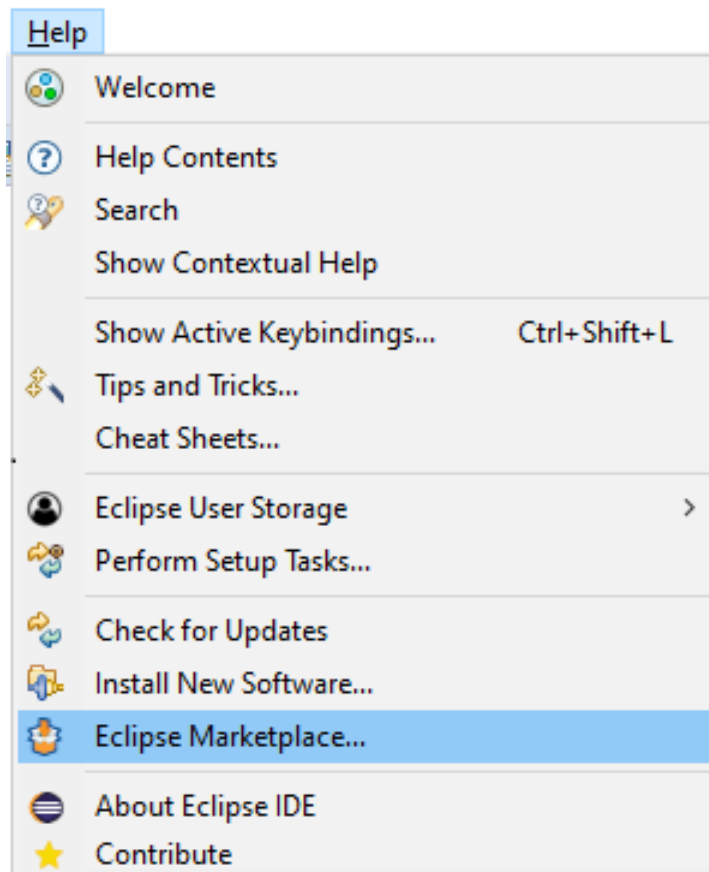 Help
Welcome
Help Contents
Search
Show Contextual Help
Show Active Keybindings... Ctrl+Shift+L
Tips and Tricks...
Cheat Sheets...
Eclipse User Storage
Perform Setup Tasks...
Check for Updates
Install New Software...
Eclipse Marketplace...
About Eclipse IDE
Contribute